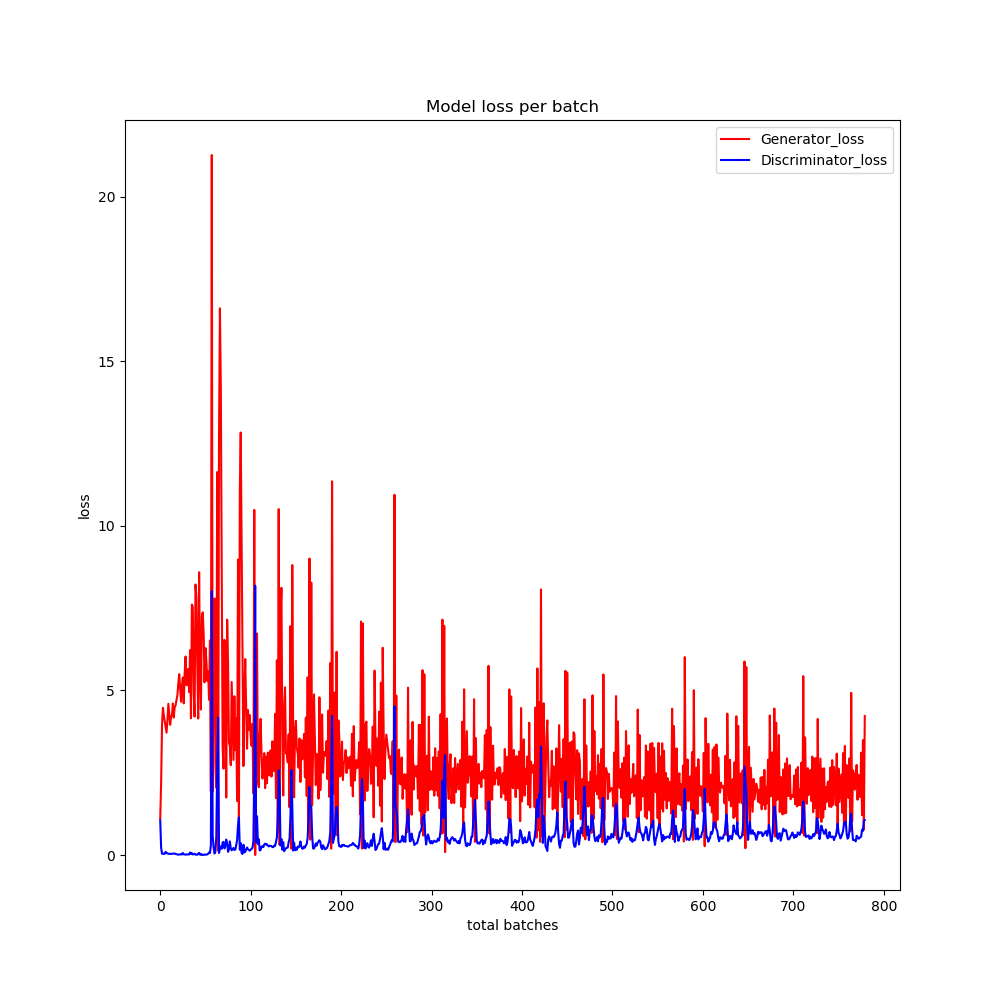 Model loss per batch
Generator_loss
Discriminator_loss
20
15
10
5
0
loss
0 100 200 300 400 500 600 700 800
total batches